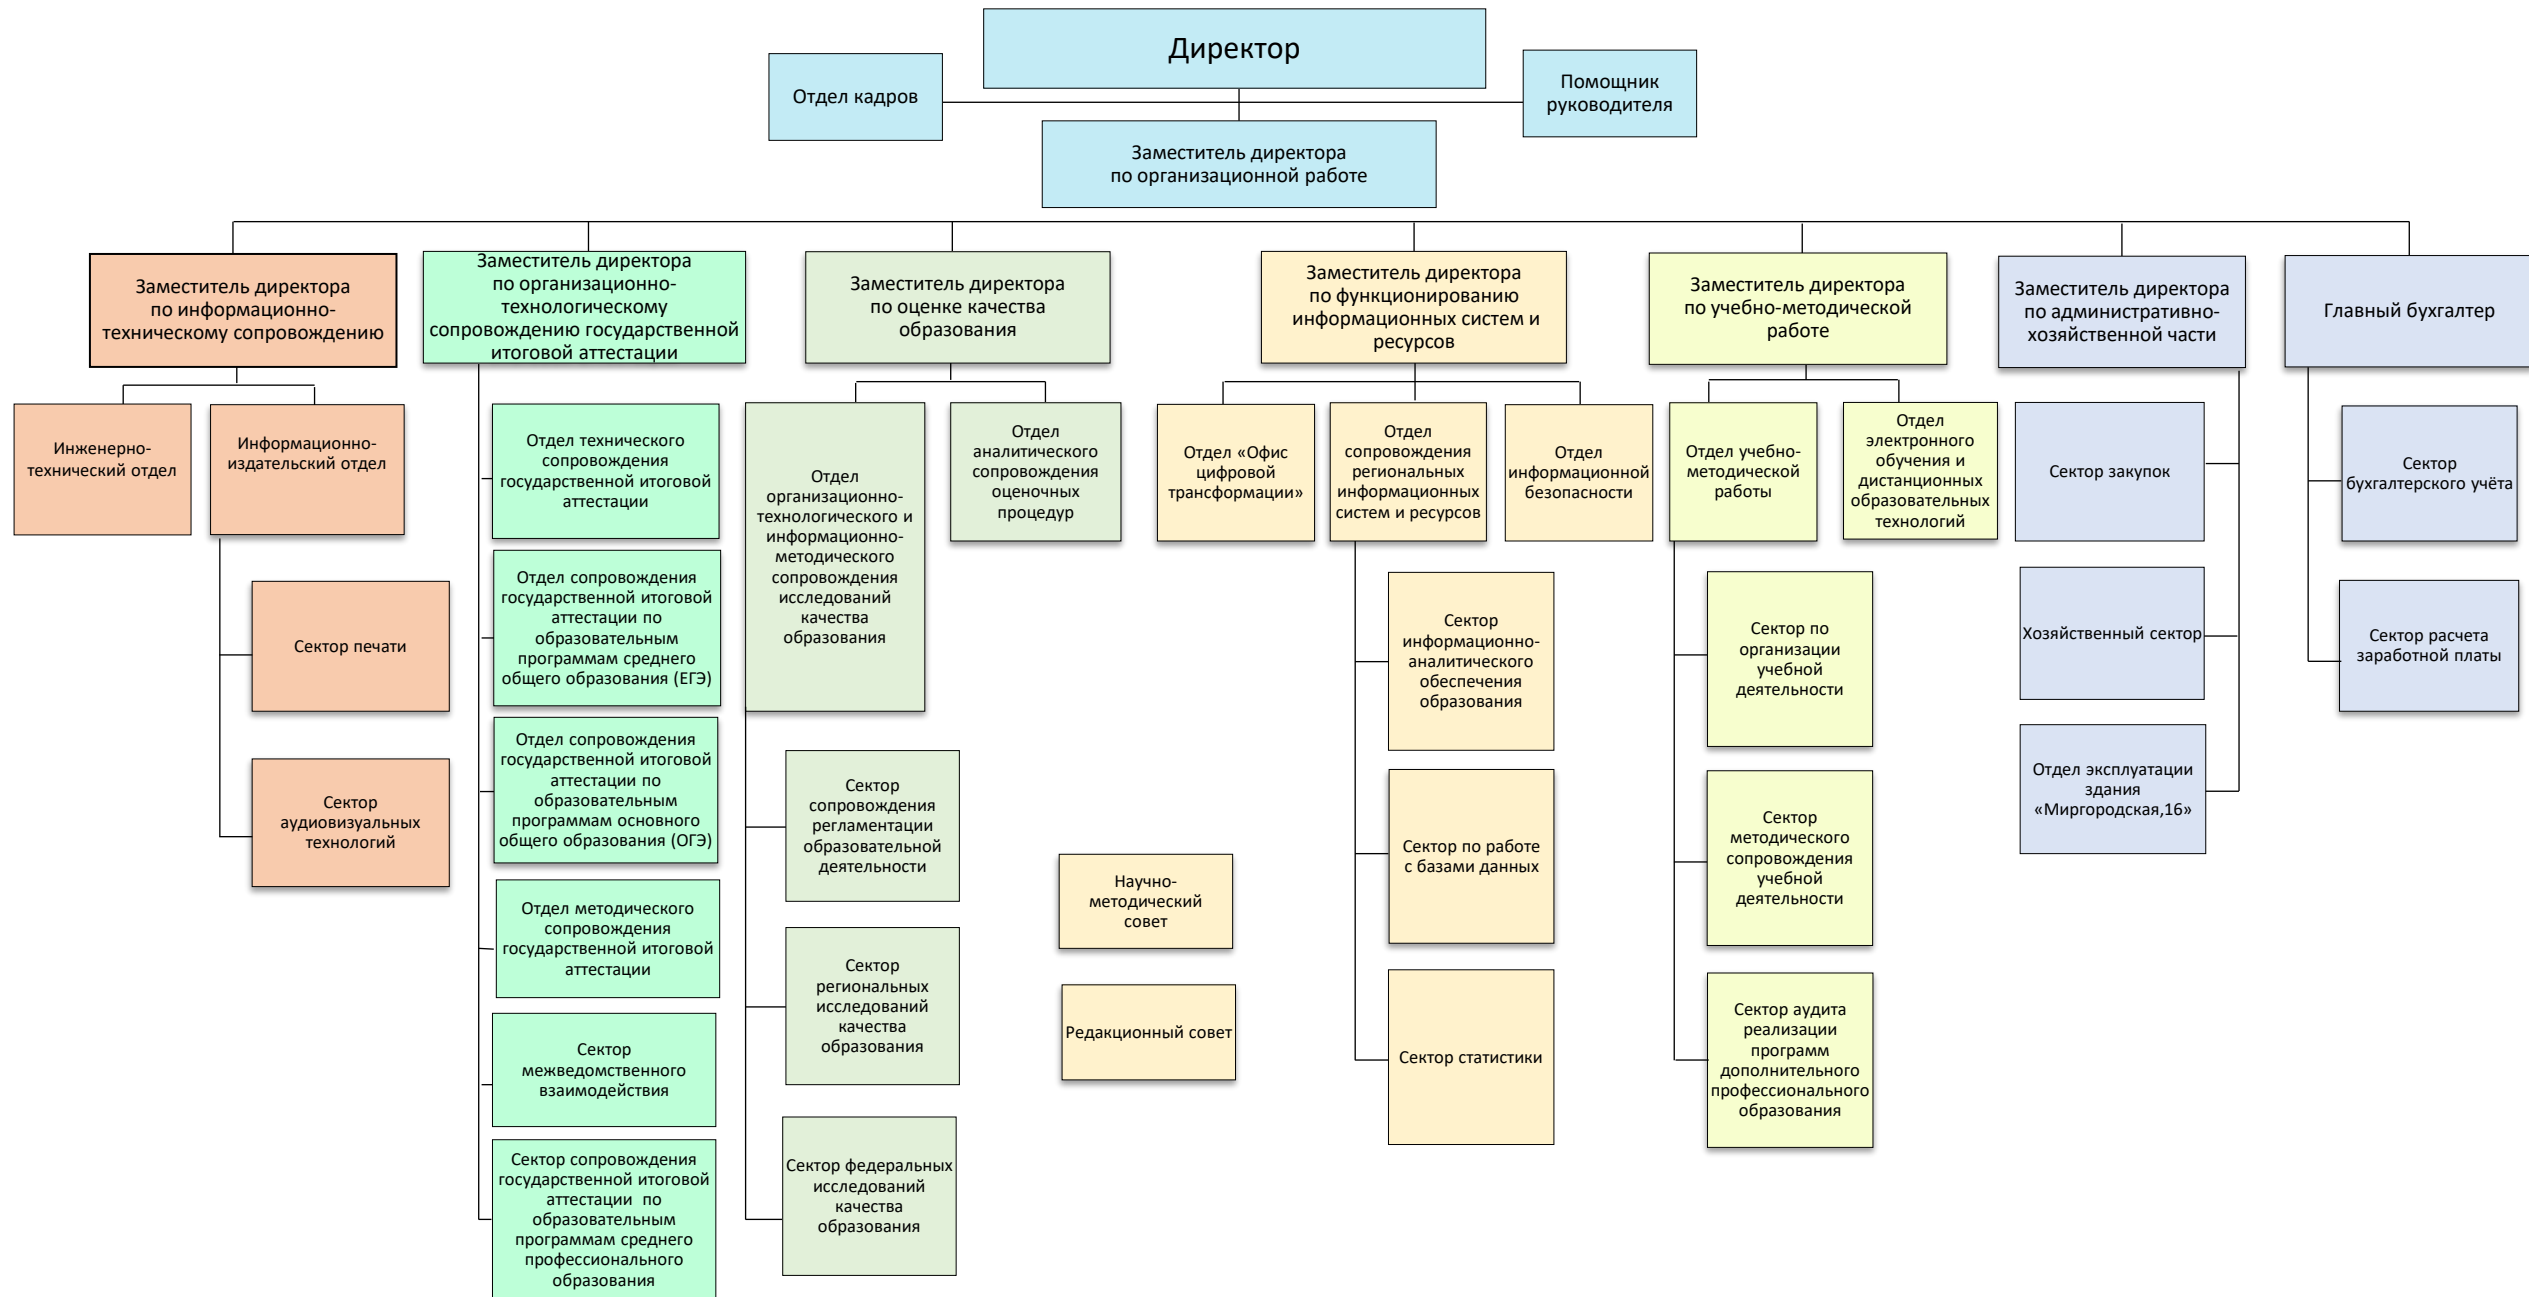 Директор
Отдел кадров
Помощник
руководителя
Заместитель директора
по организационной работе
Заместитель директора
по информационно-
техническому сопровождению
Заместитель директора
по организационно-
технологическому
сопровождению государственной
итоговой аттестации
Заместитель директора
по оценке качества
образования
Заместитель директора
по функционированию
информационных систем и
ресурсов
Заместитель директора
по учебно-методической
работе
Заместитель директора
по административно-
хозяйственной части
Главный бухгалтер
Инженерно-
технический отдел
Информационно-
издательский отдел
Сектор печати
Сектор
аудиовизуальных
технологий
Отдел технического
сопровождения
государственной итоговой
аттестации
Отдел сопровождения
государственной итоговой
аттестации по
образовательным
программам среднего
общего образования (ЕГЭ)
Отдел сопровождения
государственной итоговой
аттестации по
образовательным
программам основного
общего образования (ОГЭ)
Отдел методического
сопровождения
государственной итоговой
аттестации
Сектор
межведомственного
взаимодействия
Сектор сопровождения
государственной итоговой
аттестации по
образовательным
программам среднего
профессионального
образования
Отдел
организационно-
технологического и
информационно-
методического
сопровождения
исследований
качества
образования
Отдел
аналитического
сопровождения
оценочных
процедур
Сектор
сопровождения
регламентации
образовательной
деятельности
Сектор
региональных
исследований
качества
образования
Сектор федеральных
исследований
качества
образования
Научно-
методический
совет
Редакционный совет
Отдел «Офис
цифровой
трансформации»
Отдел
сопровождения
региональных
информационных
систем и ресурсов
Отдел
информационной
безопасности
Сектор
информационно-
аналитического
обеспечения
образования
Сектор по работе
с базами данных
Сектор статистики
Отдел учебно-
методической
работы
Отдел
электронного
обучения и
дистанционных
образовательных
технологий
Сектор по
организации
учебной
деятельности
Сектор
методического
сопровождения
учебной
деятельности
Сектор аудита
реализации
программ
дополнительного
профессионального
образования
Сектор закупок
Хозяйственный сектор
Отдел эксплуатации
здания
«Миргородская,16»
Сектор
бухгалтерского учёта
Сектор расчета
заработной платы